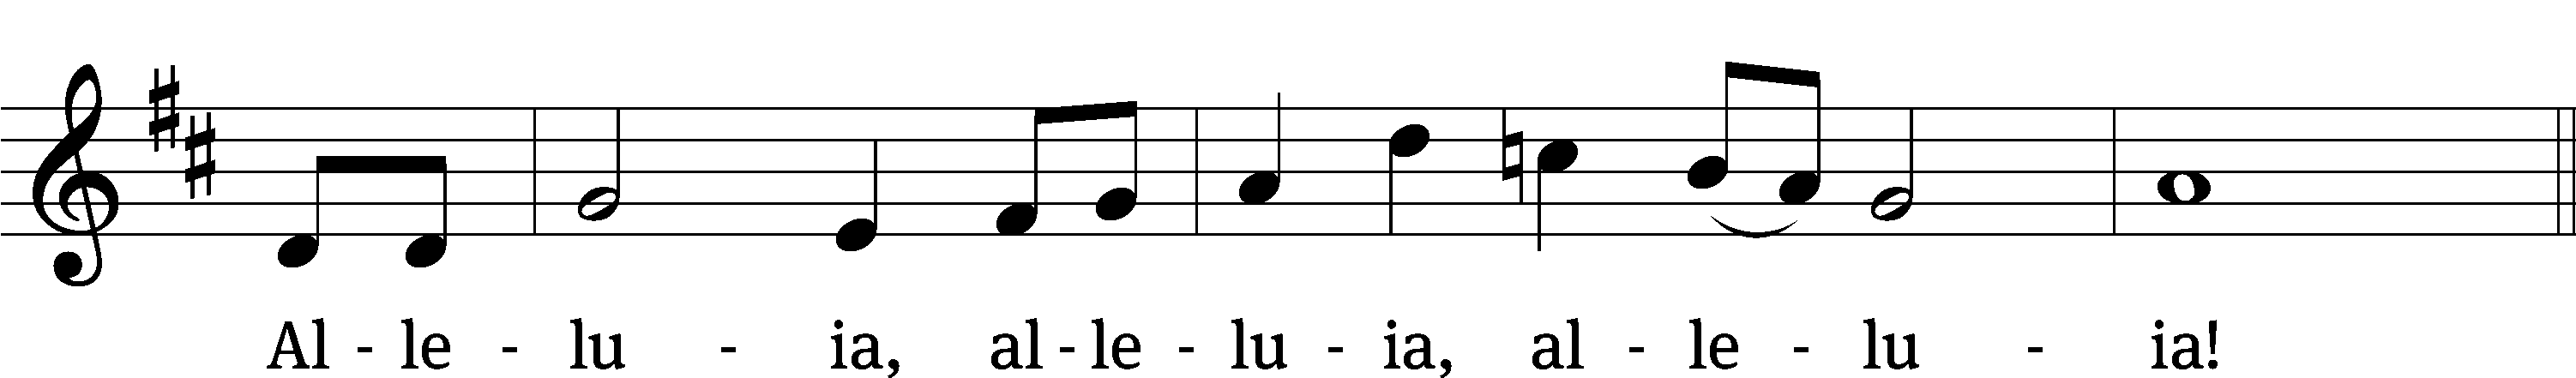 Al - le - lu - ia, al - le - lu - ia, al - le - lu - ia!